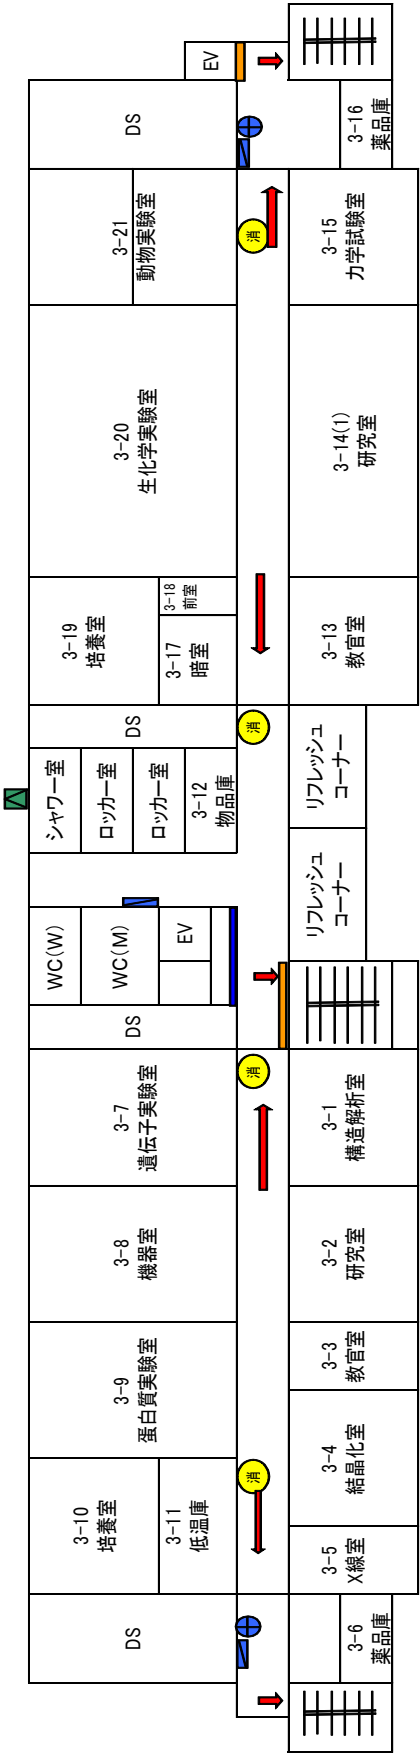 DS
3-10
培養室
3-11
低温庫
3-9
蛋白質実験室
3-8
機器室
3-7
遺伝子実験室
DS
WC(W)
WC(M)
EV
シャワー室
ロッカー室
ロッカー室
3-12
物品庫
DS
3-19
培養室
3-17
暗室
3-18
前室
3-20
生化学実験室
3-21
動物実験室
DS
EV
消
消
消
消
3-6
薬品庫
3-5
X線室
3-4
結晶化室
3-3
教官室
3-2
研究室
3-1
構造解析室
リフレッシュ
コーナー
リフレッシュ
コーナー
3-13
教官室
3-14(1)
研究室
3-15
力学試験室
3-16
薬品庫